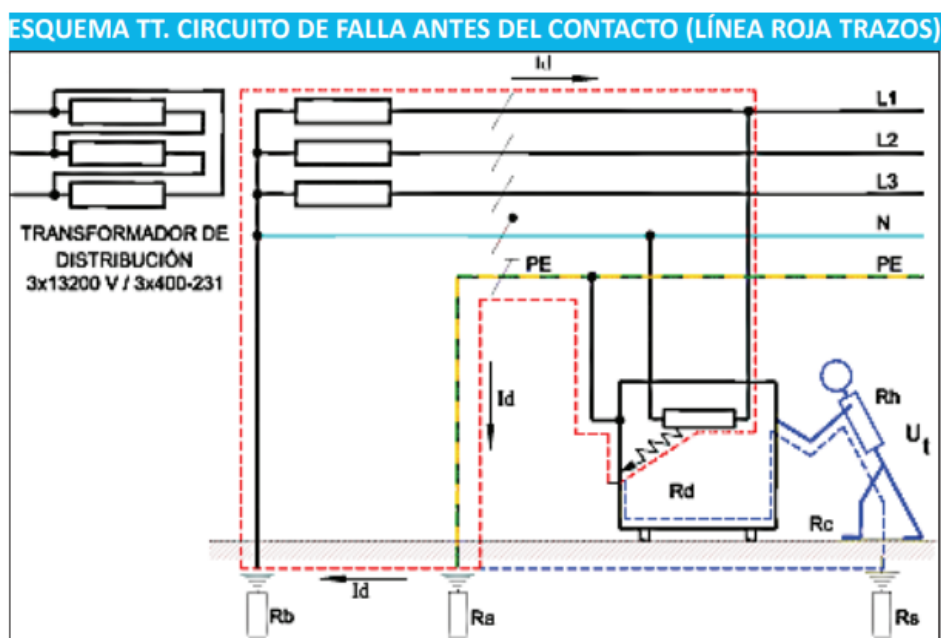 ESQUEMA TT. CIRCUITO DE FALLA ANTES DEL CONTACTO (LÍNEA ROJA TRAZOS)
Id
L1
L2
L3
N
TRANSFORMADOR DE
DISTRIBUCIÓN
3x13200 V / 3x400-231
PE
PE
Id
Rh
Ut
Rd
Rc
Id
Rb
Ra
Rs